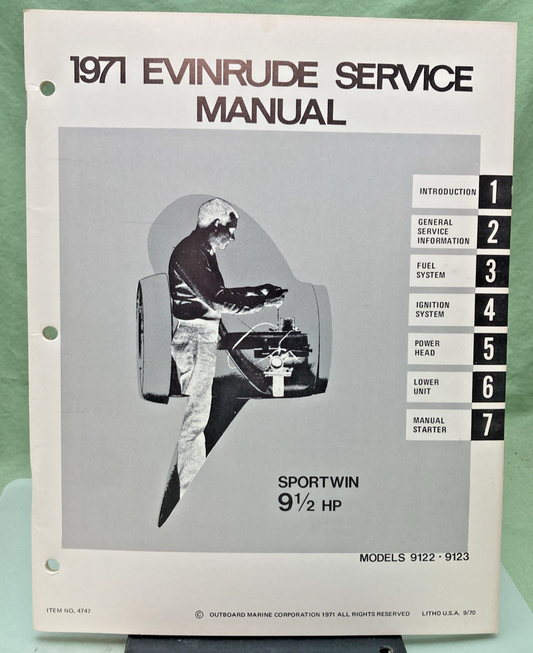 1971 EVINRUDE SERVICE
MANUAL
INTRODUCTION 1
GENERAL
SERVICE
INFORMATION 2
FUEL
SYSTEM 3
IGNITION
SYSTEM 4
POWER
HEAD 5
LOWER
UNIT 6
MANUAL
STARTER 7
SPORTWIN
9 1/2 HP
MODELS 9122 · 9123
ITEM NO. 4747
© OUTBOARD MARINE CORPORATION 1971 ALL RIGHTS RESERVED LITHO U.S.A. 9/70